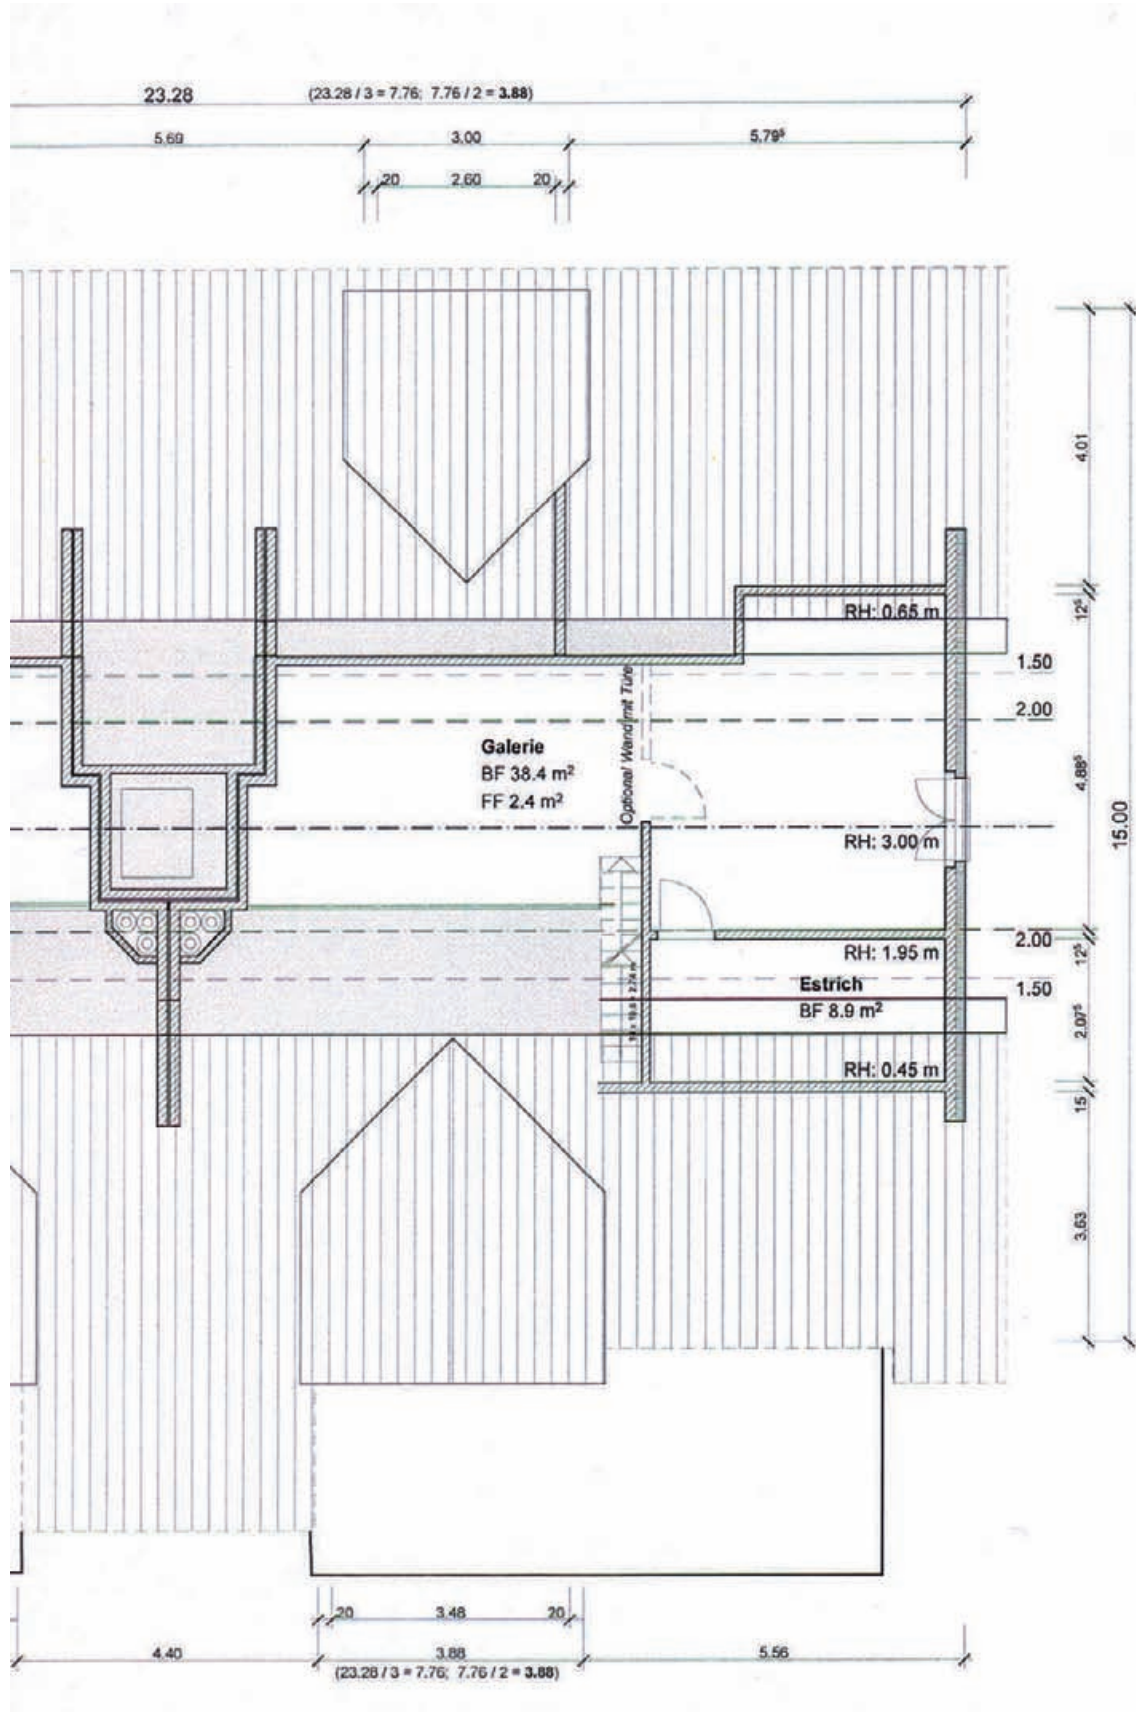 23.28 (23.28 / 3 = 7.76; 7.76 / 2 = 3.88)
5.69 3.00 5.79⁵
20 2.60 20
4.01
RH: 0.65 m
12⁵
1.50
2.00
Optional Wand mit Türe
Galerie
BF 38.4 m²
FF 2.4 m²
4.88⁵
15.00
RH: 3.00 m
2.00
RH: 1.95 m
12⁵
Estrich
1.50
BF 8.9 m²
2.07⁵
RH: 0.45 m
15
3.63
20 3.48 20
4.40 3.88 5.56
(23.28 / 3 = 7.76; 7.76 / 2 = 3.88)